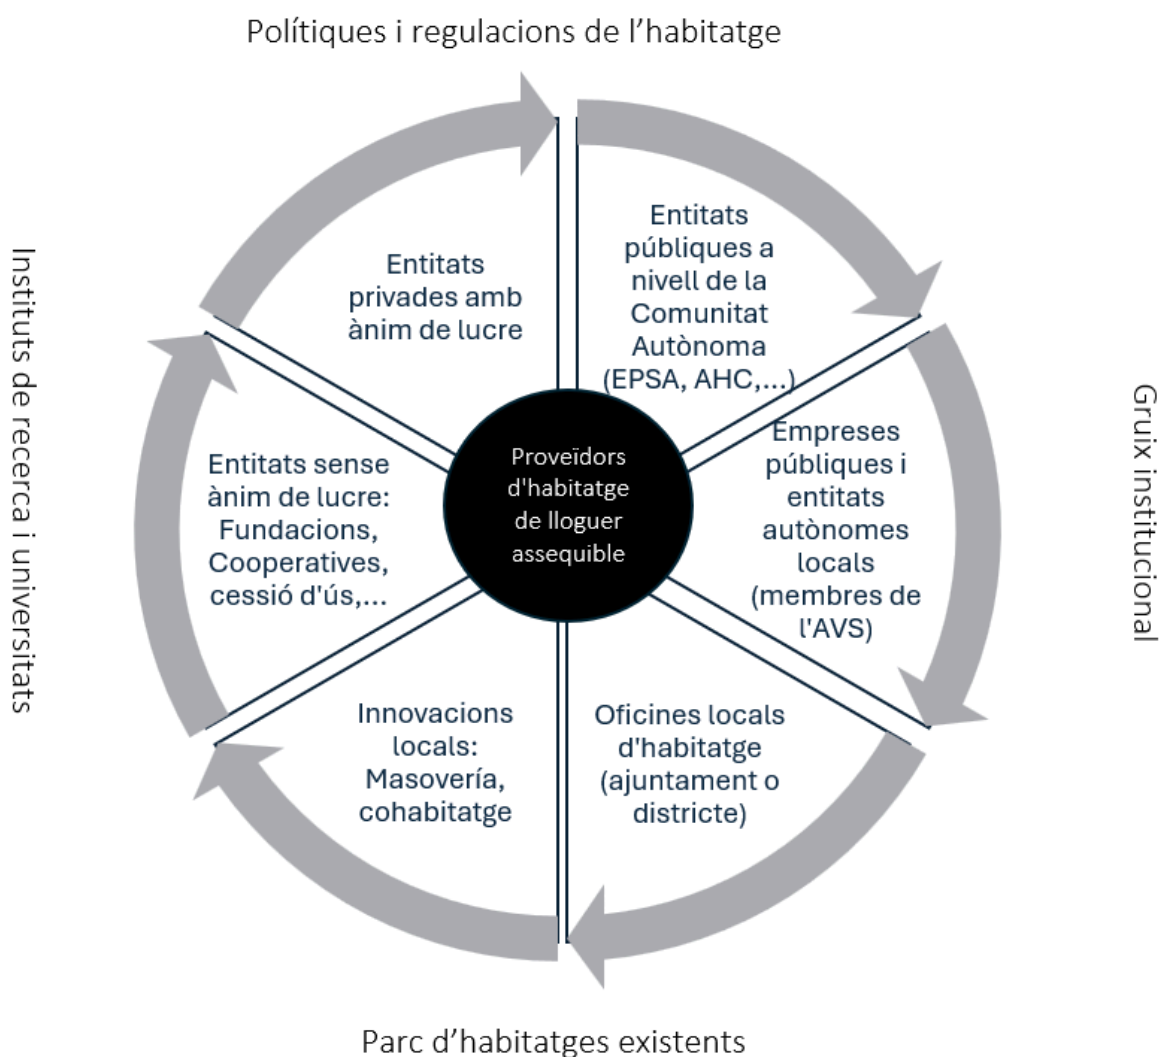 Polítiques i regulacions de l’habitatge
Entitats
públiques a
nivell de la
Comunitat
Autònoma
(EPSA, AHC,...)
Empreses
públiques i
entitats
autònomes
locals
(membres de
l'AVS)
Oficines locals
d'habitatge
(ajuntament o
districte)
Innovacions
locals:
Masovería,
cohabitatge
Entitats sense
ànim de lucre:
Fundacions,
Cooperatives,
cessió d'ús,...
Entitats
privades amb
ànim de lucre
Proveïdors
d'habitatge
de lloguer
assequible
Gruix institucional
Parc d’habitatges existents
Instituts de recerca i universitats